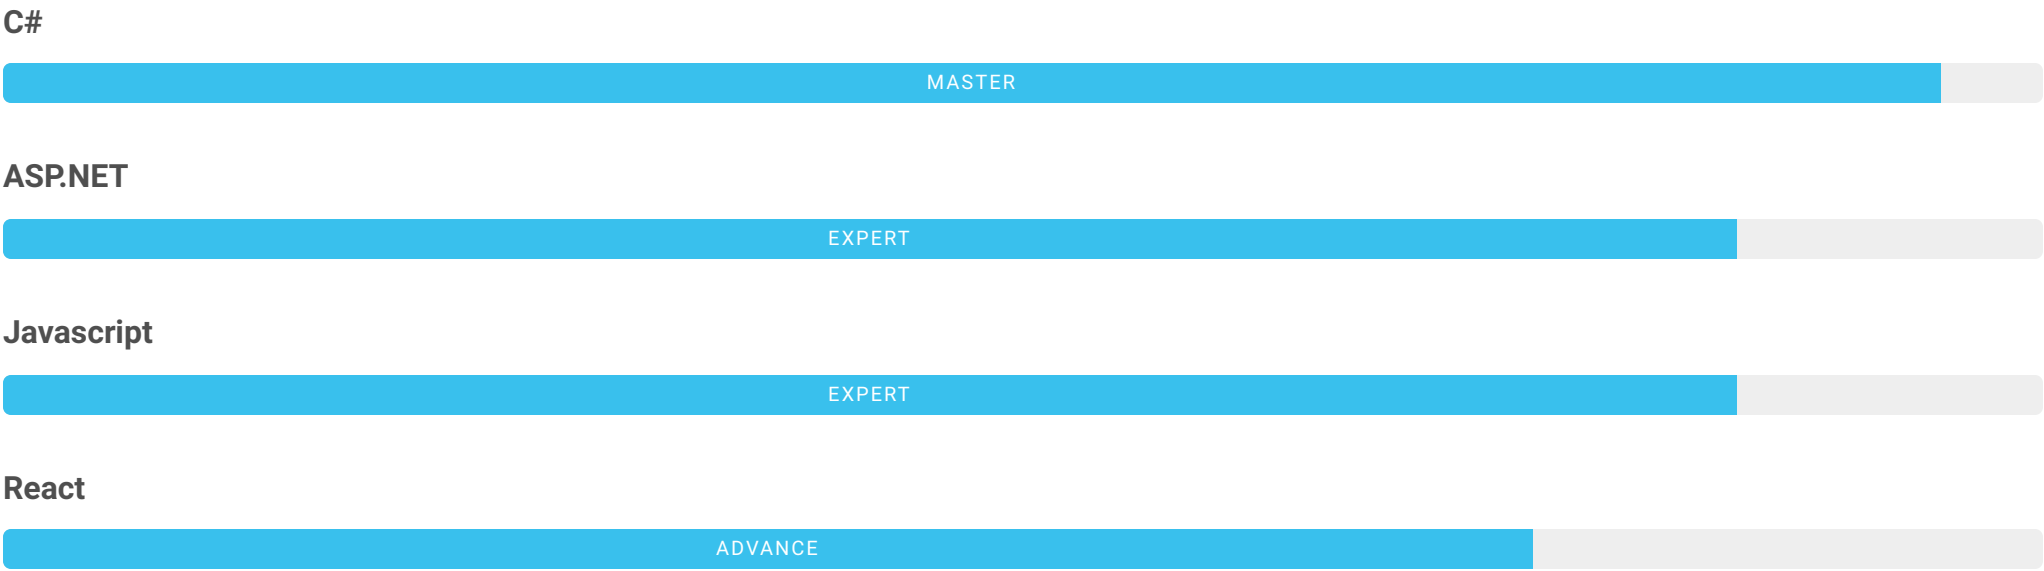 C#
MASTER
ASP.NET
EXPERT
Javascript
EXPERT
React
ADVANCE